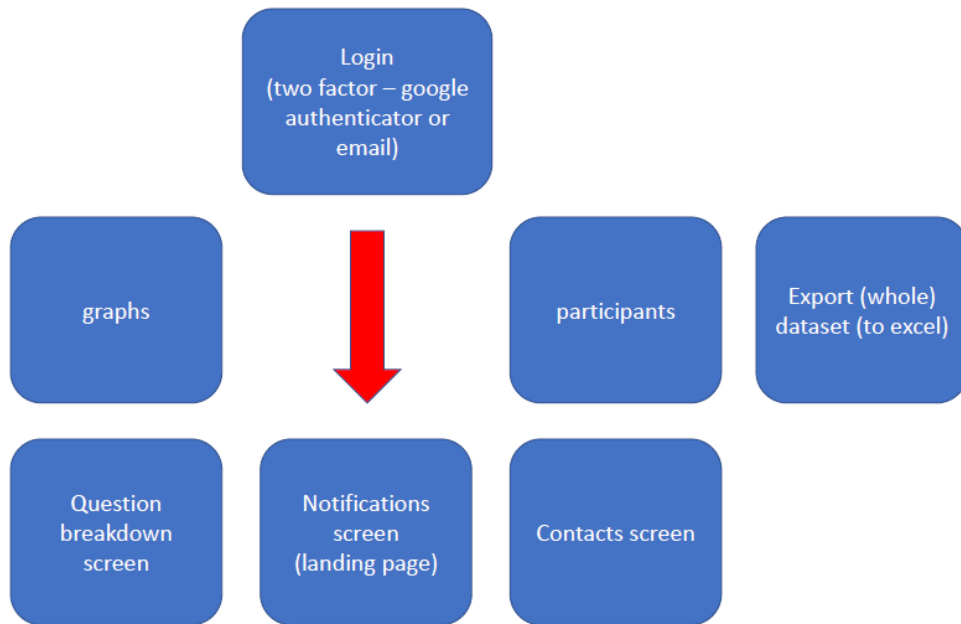 Login
(two factor – google
authenticator or
email)
graphs
participants
Export (whole)
dataset (to excel)
Question
breakdown
screen
Notifications
screen
(landing page)
Contacts screen